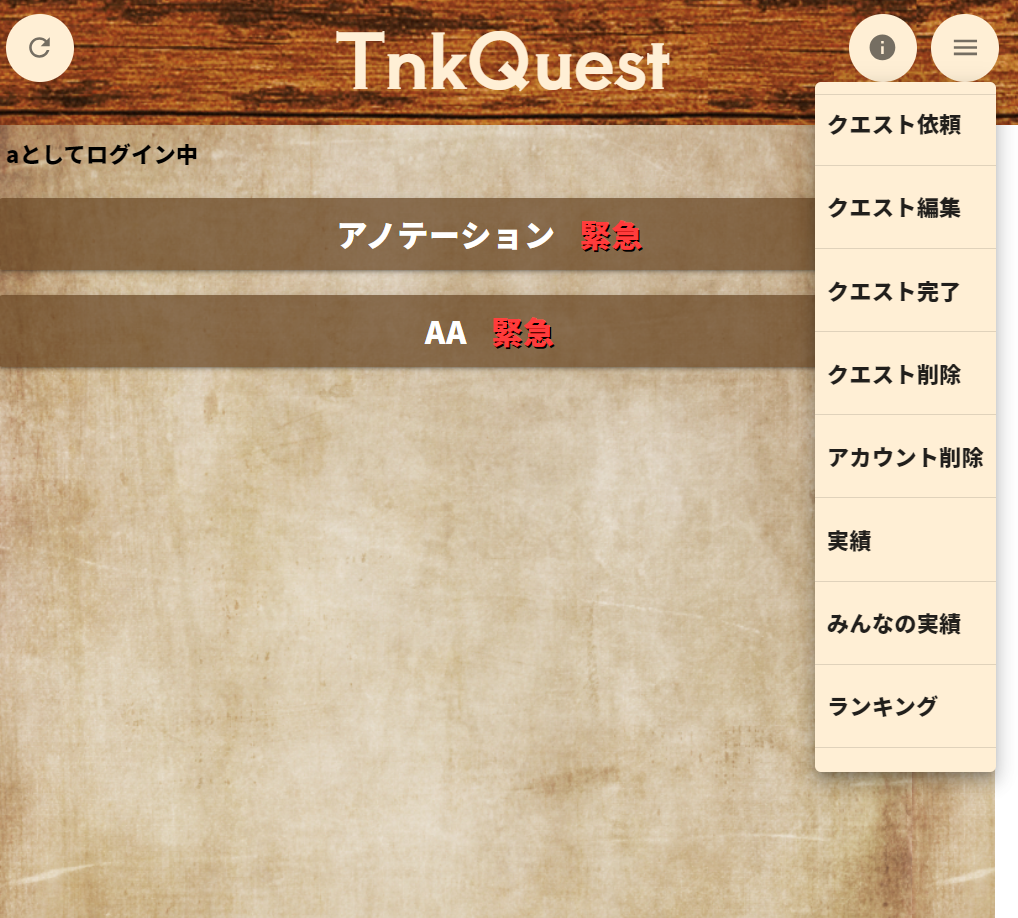 TnkQuest
aとしてログイン中
アノテーション 緊急
AA 緊急
クエスト依頼
クエスト編集
クエスト完了
クエスト削除
アカウント削除
実績
みんなの実績
ランキング